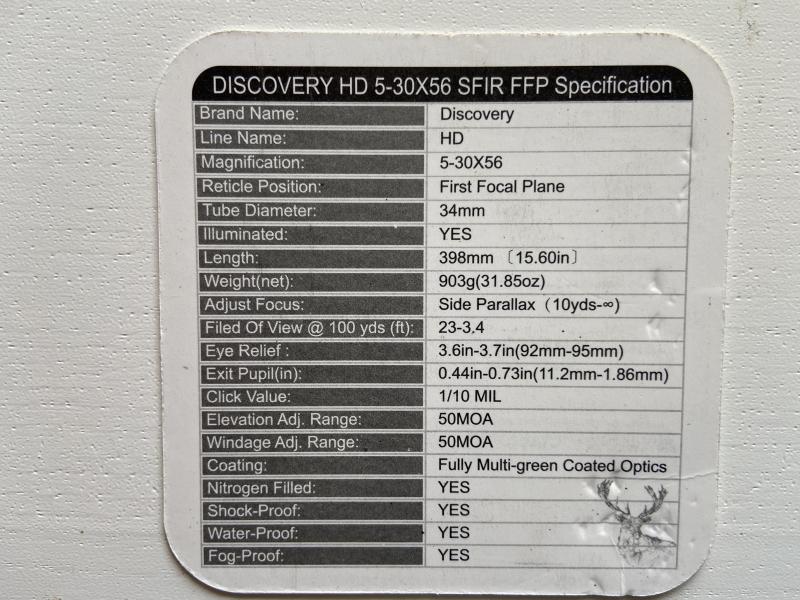 DISCOVERY HD 5-30X56 SFIR FFP Specification
Brand Name: Discovery
Line Name: HD
Magnification: 5-30X56
Reticle Position: First Focal Plane
Tube Diameter: 34mm
Illuminated: YES
Length: 398mm〔15.60in〕
Weight(net): 903g(31.85oz)
Adjust Focus: Side Parallax（10yds-∞)
Filed Of View @ 100 yds (ft): 23-3.4
Eye Relief : 3.6in-3.7in(92mm-95mm)
Exit Pupil(in): 0.44in-0.73in(11.2mm-1.86mm)
Click Value: 1/10 MIL
Elevation Adj. Range: 50MOA
Windage Adj. Range: 50MOA
Coating: Fully Multi-green Coated Optics
Nitrogen Filled: YES
Shock-Proof: YES
Water-Proof: YES
Fog-Proof: YES